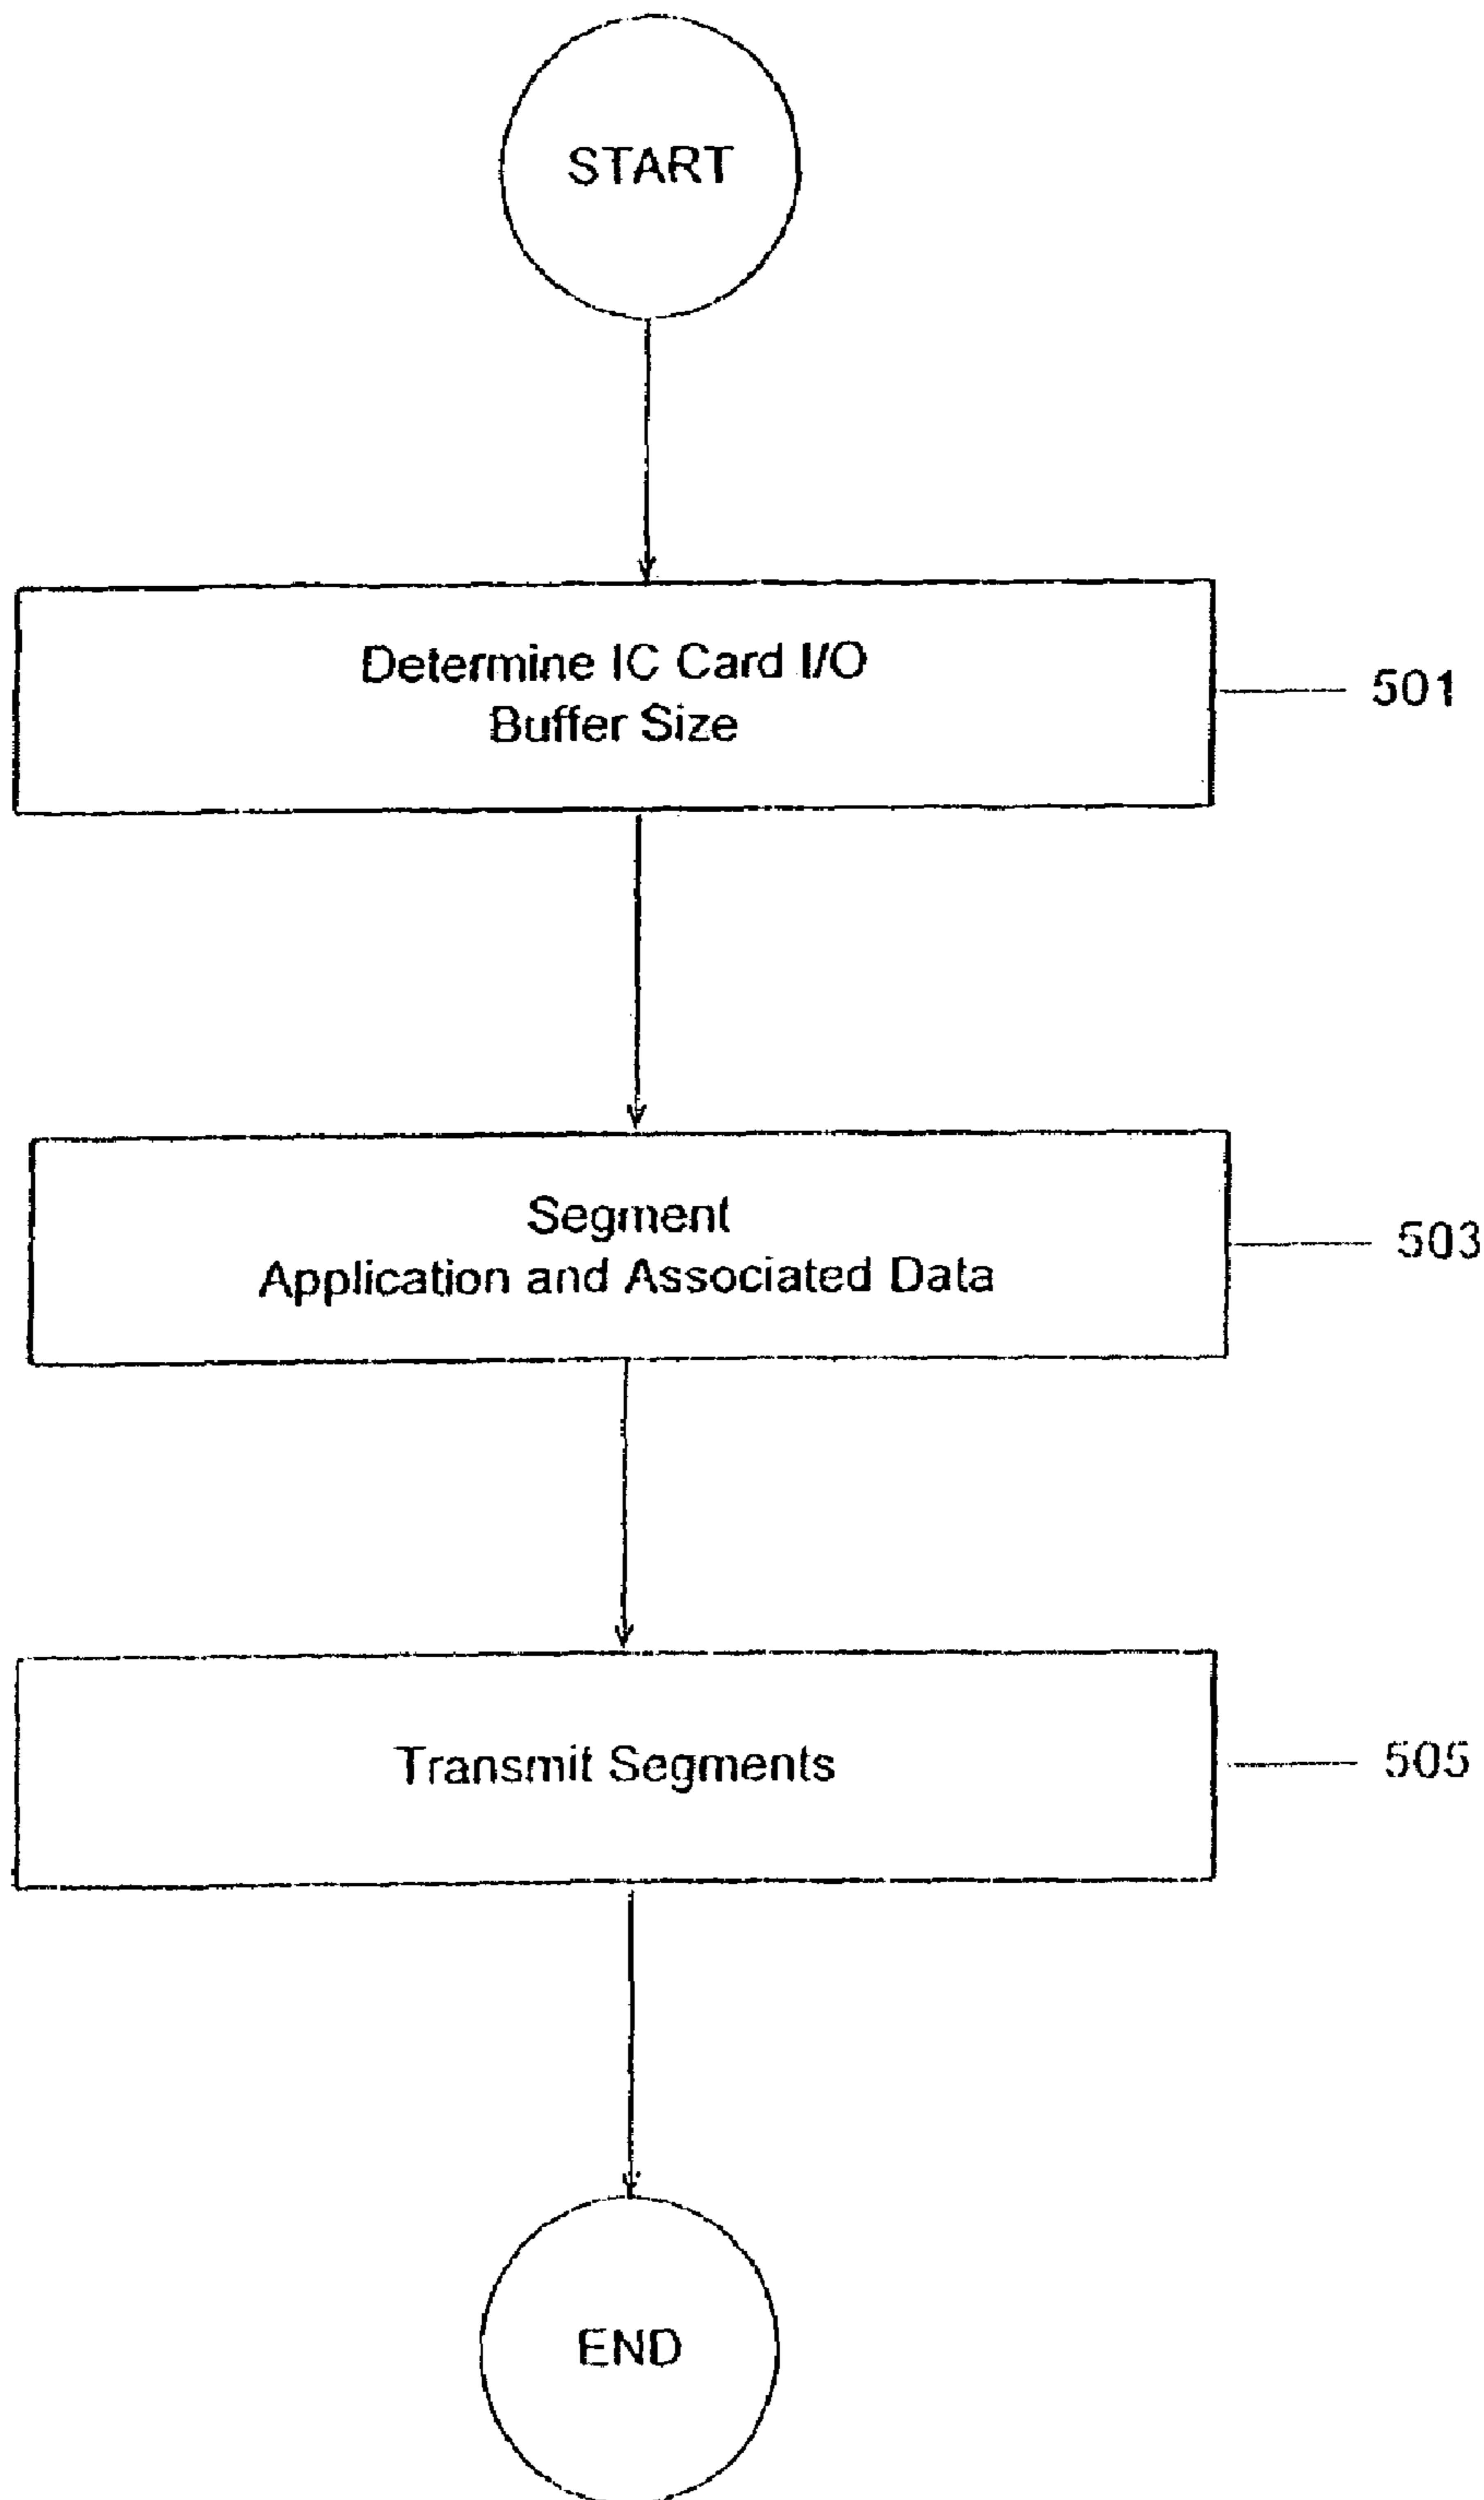 START
Determine IC Card I/O
Buffer Size
501
Segment
Application and Associated Data
503
Transmit Segments
505
END